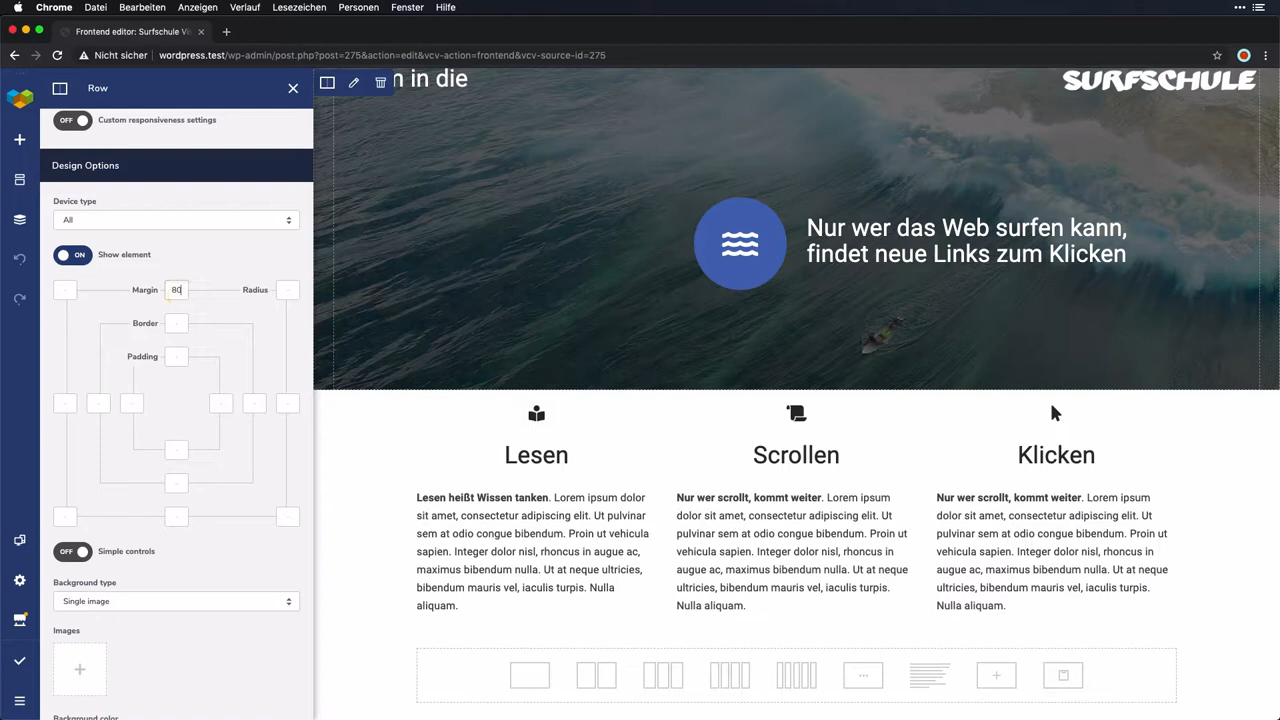 Chrome Datei Bearbeiten Anzeigen Verlauf Lesezeichen Personen Fenster Hilfe
Frontend editor: Surfschule V
Nicht sicher | wordpress.test/wp-admin/post.php?post=275&action=edit&vcv-action=frontend&vcv-source-id=275
Row
n in die
SURFSCHULE
OFF Custom responsiveness settings
Design Options
Device type
All
ON Show element
Margin 80 Radius
Border
Padding
OFF Simple controls
Background type
Single image
Images
Background color
Nur wer das Web surfen kann,
findet neue Links zum Klicken
Lesen
Lesen heißt Wissen tanken. Lorem ipsum dolor
sit amet, consectetur adipiscing elit. Ut pulvinar
sem at odio congue bibendum. Proin ut vehicula
sapien. Integer dolor nisl, rhoncus in augue ac,
maximus bibendum nulla. Ut at neque ultricies,
bibendum mauris vel, iaculis turpis. Nulla
aliquam.
Scrollen
Nur wer scrollt, kommt weiter. Lorem ipsum
dolor sit amet, consectetur adipiscing elit. Ut
pulvinar sem at odio congue bibendum. Proin ut
vehicula sapien. Integer dolor nisl, rhoncus in
augue ac, maximus bibendum nulla. Ut at neque
ultricies, bibendum mauris vel, iaculis turpis.
Nulla aliquam.
Klicken
Nur wer scrollt, kommt weiter. Lorem ipsum
dolor sit amet, consectetur adipiscing elit. Ut
pulvinar sem at odio congue bibendum. Proin ut
vehicula sapien. Integer dolor nisl, rhoncus in
augue ac, maximus bibendum nulla. Ut at neque
ultricies, bibendum mauris vel, iaculis turpis.
Nulla aliquam.